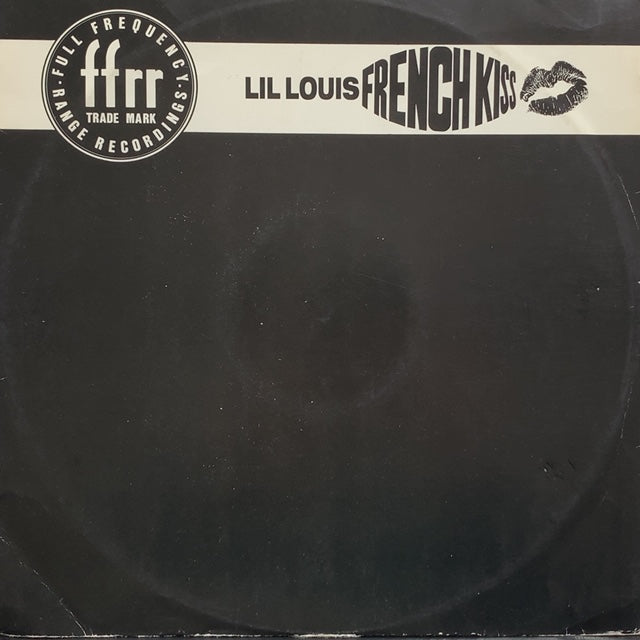 FULL FREQUENCY
ffrr
TRADE MARK
RANGE RECORDINGS
LIL LOUIS FRENCH KISS